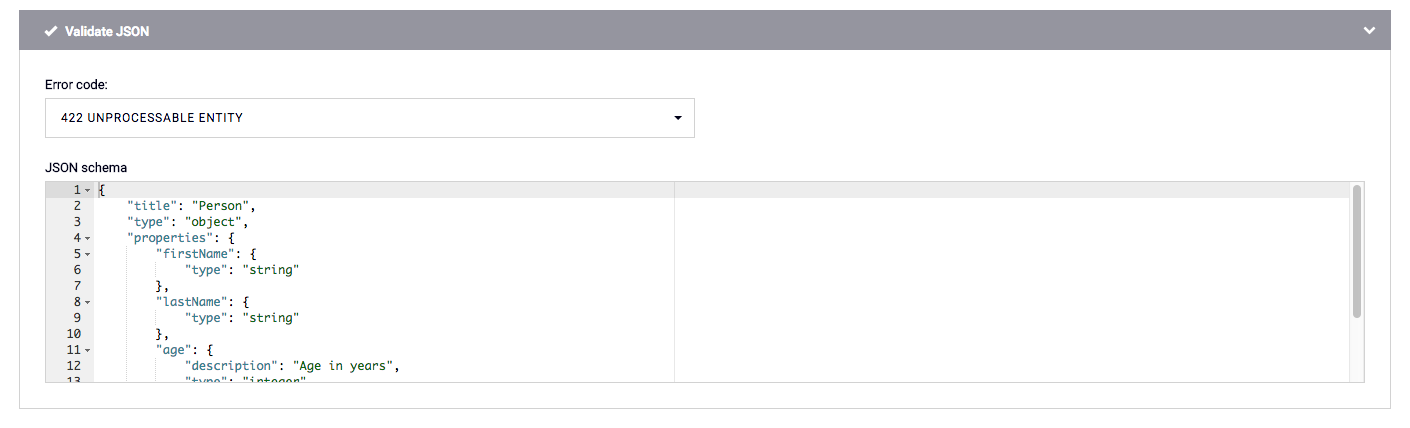 Validate JSON
Error code:
422 UNPROCESSABLE ENTITY
JSON schema
1 {
2 "title": "Person",
3 "type": "object",
4 "properties": {
5 "firstName": {
6 "type": "string"
7 },
8 "lastName": {
9 "type": "string"
10 },
11 "age": {
12 "description": "Age in years",
13 "type": "integer"